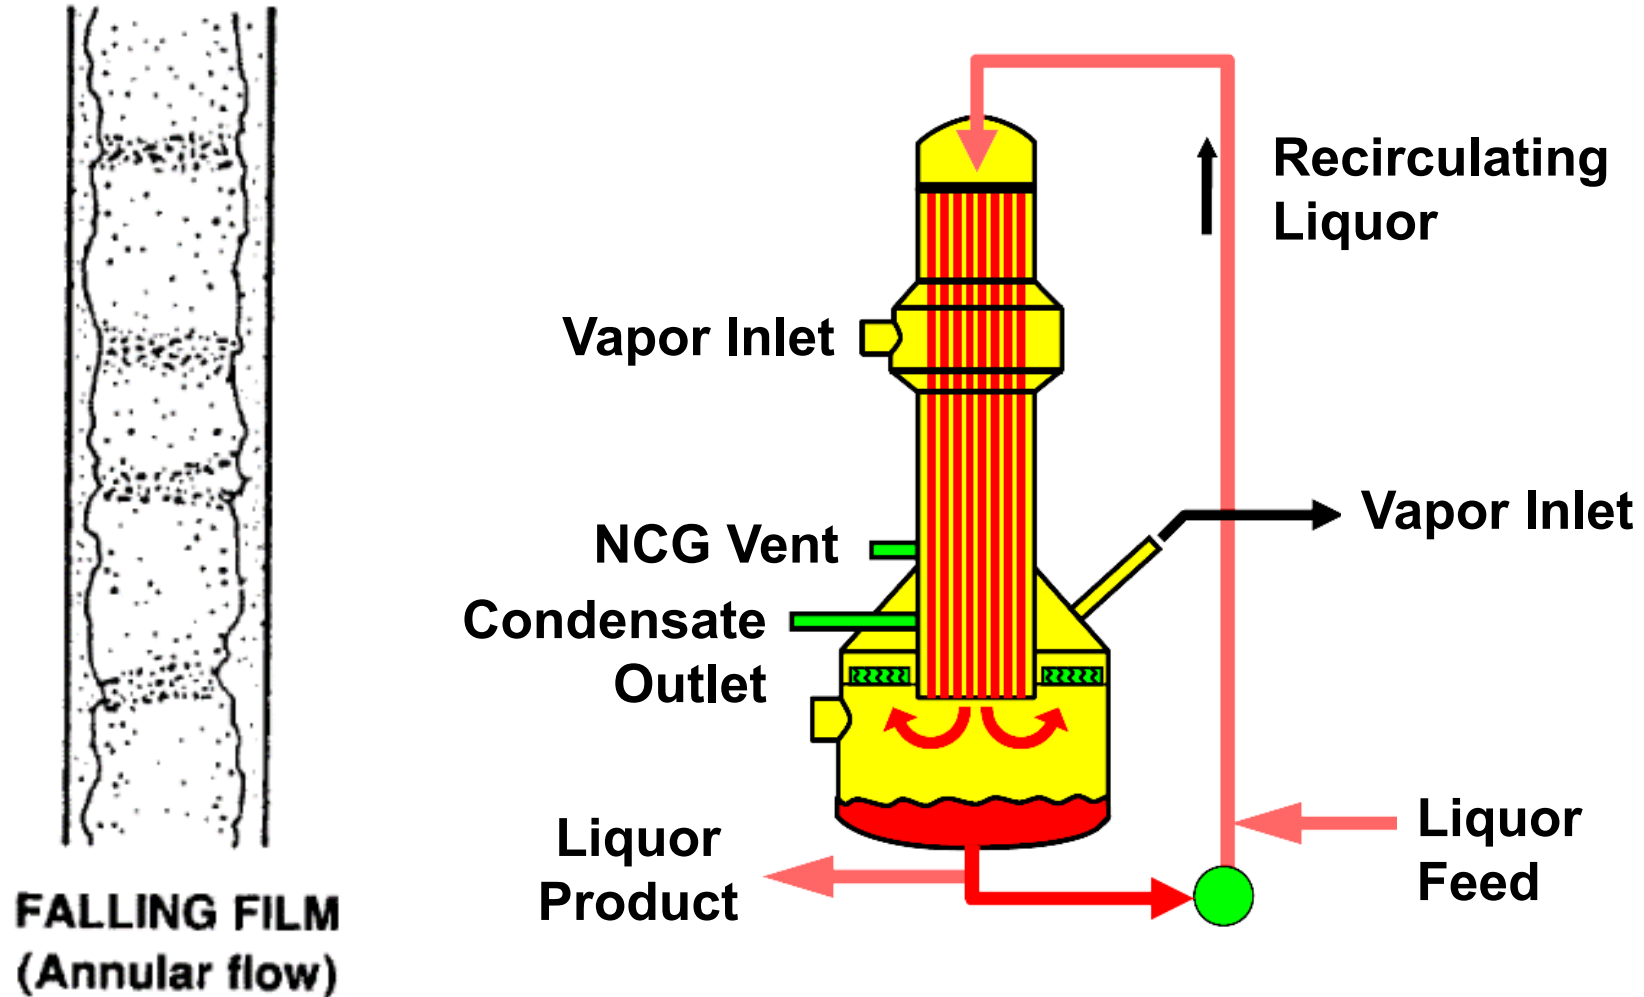 FALLING FILM
(Annular flow)
Recirculating
Liquor
Vapor Inlet
Vapor Inlet
NCG Vent
Condensate
Outlet
Liquor
Product
Liquor
Feed